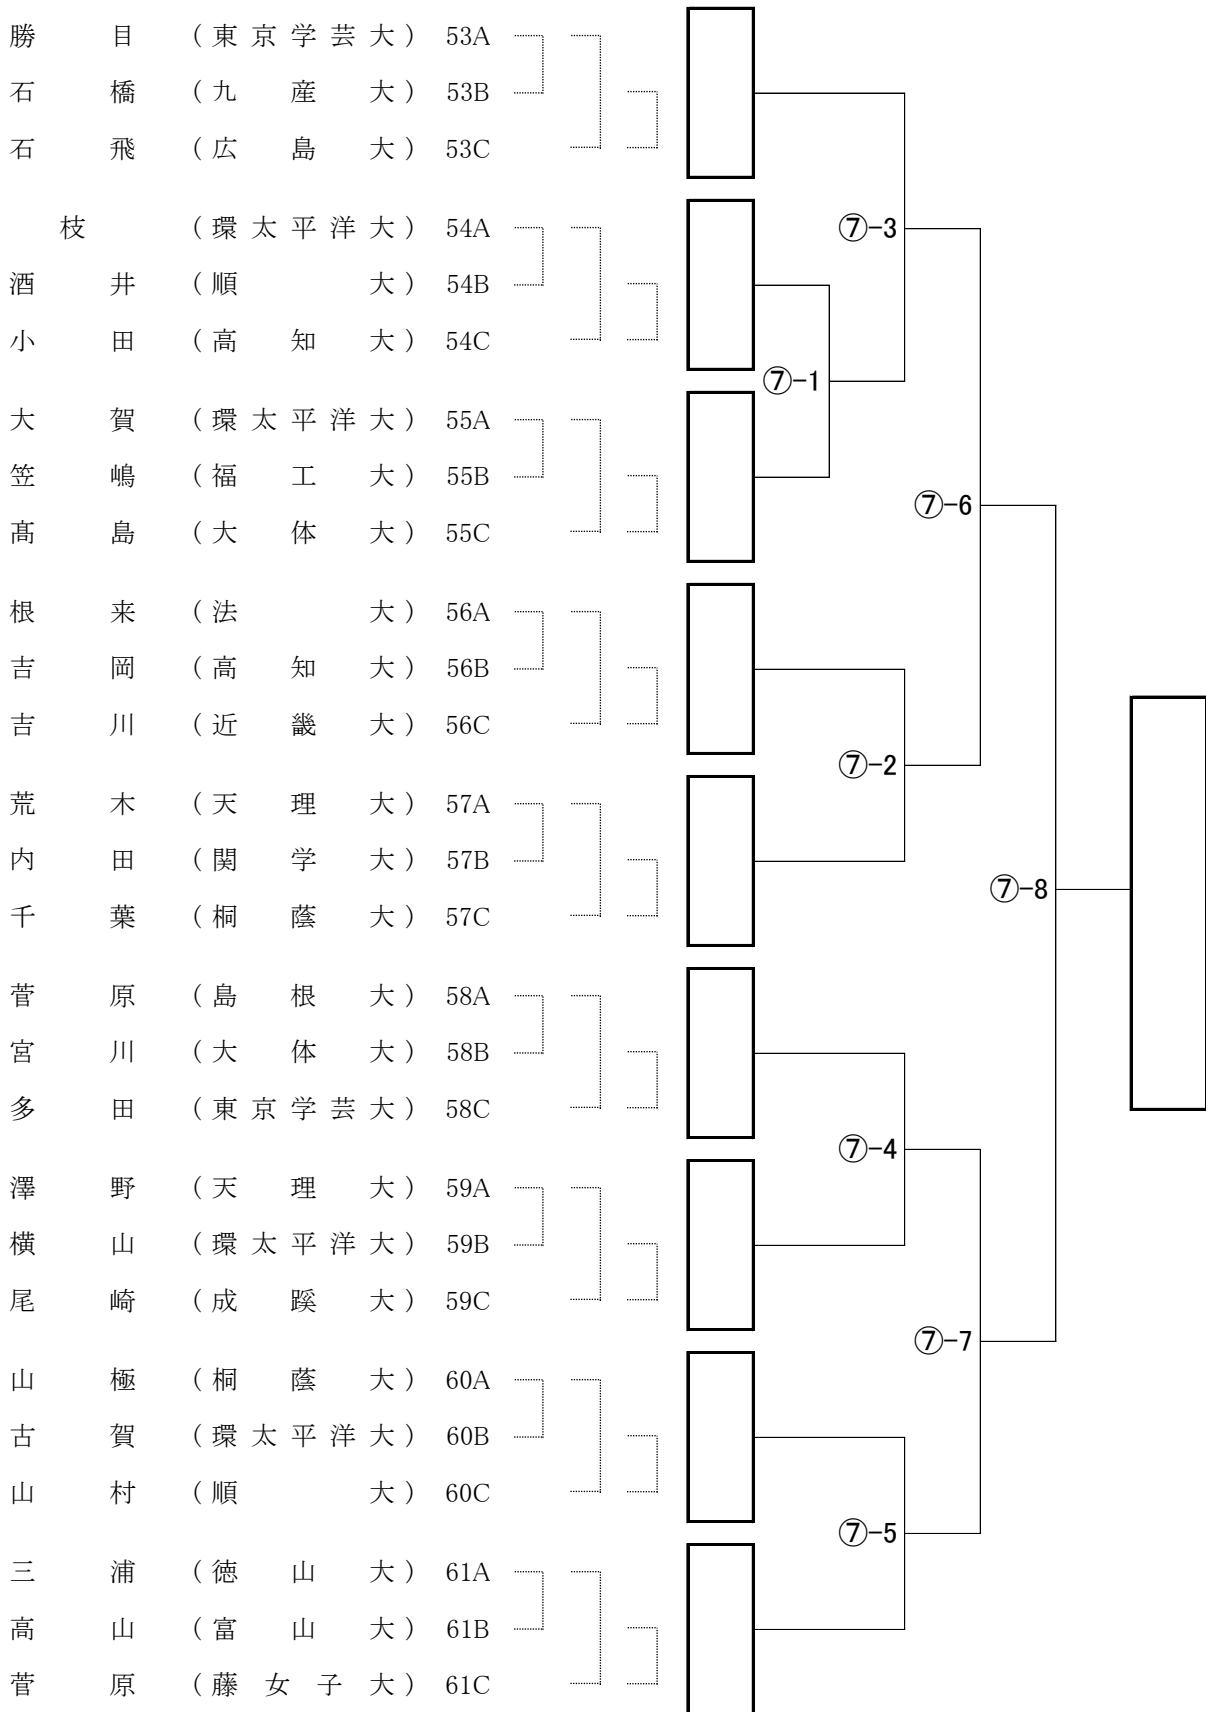 勝目（東京学芸大） 53A
石橋（九産大） 53B
石飛（広島大） 53C
枝（環太平洋大） 54A
酒井（順大） 54B
小田（高知大） 54C
大賀（環太平洋大） 55A
笠嶋（福工大） 55B
髙島（大体大） 55C
根来（法大） 56A
吉岡（高知大） 56B
吉川（近畿大） 56C
荒木（天理大） 57A
内田（関学大） 57B
千葉（桐蔭大） 57C
菅原（島根大） 58A
宮川（大体大） 58B
多田（東京学芸大） 58C
澤野（天理大） 59A
横山（環太平洋大） 59B
尾崎（成蹊大） 59C
山極（桐蔭大） 60A
古賀（環太平洋大） 60B
山村（順大） 60C
三浦（徳山大） 61A
高山（富山大） 61B
菅原（藤女子大） 61C
⑦-3
⑦-1
⑦-6
⑦-2
⑦-8
⑦-4
⑦-7
⑦-5